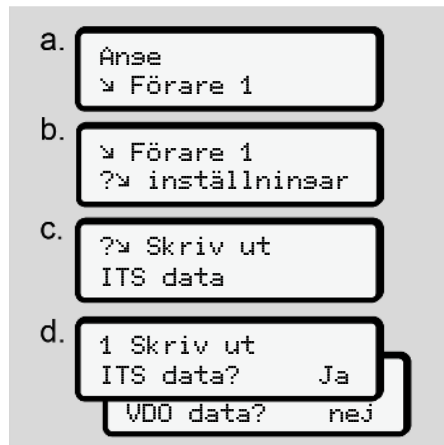 a.
Ange
↘ Förare 1
b.
↘ Förare 1
?↘ inställningar
c.
?↘ Skriv ut
ITS data
d.
1 Skriv ut
ITS data? Ja
VDO data? nej